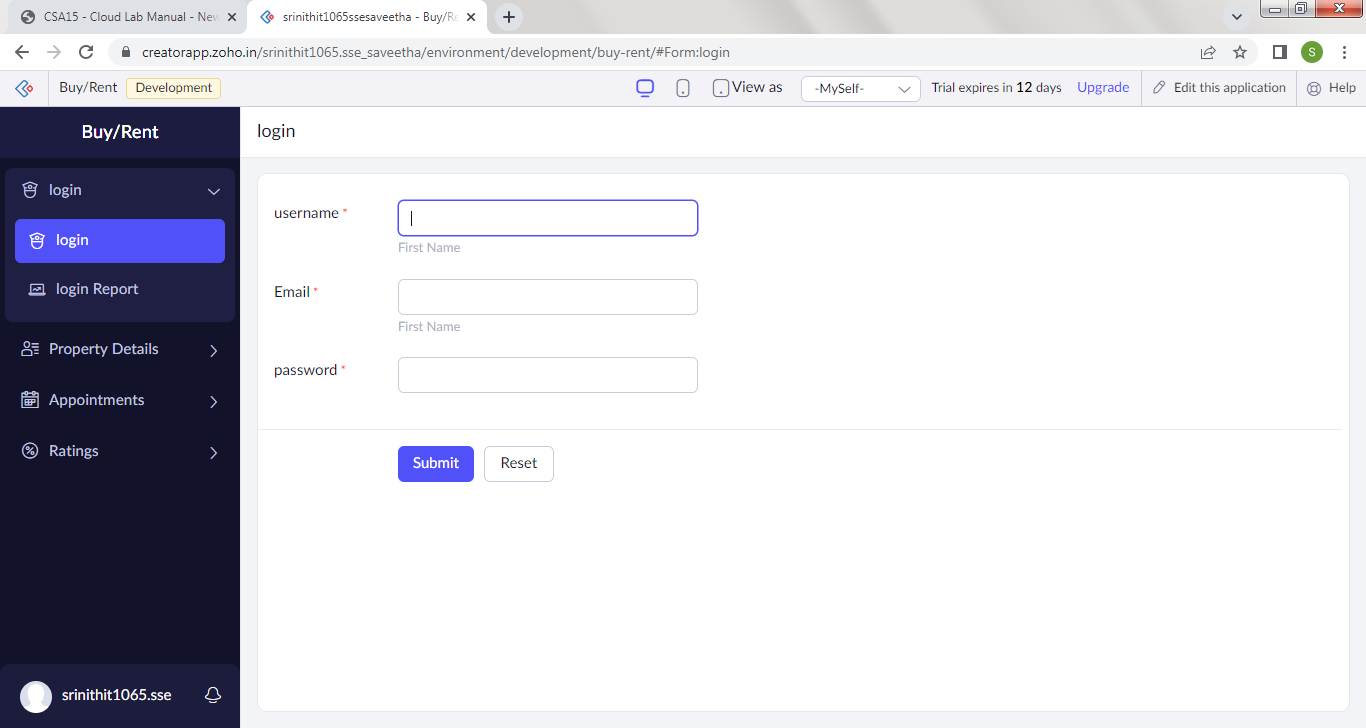 CSA15 - Cloud Lab Manual - New
srinithit1065ssesaveetha - Buy/Re
creatorapp.zoho.in/srinithit1065.sse_saveetha/environment/development/buy-rent/#Form:login
S
Buy/Rent Development View as -MySelf- Trial expires in 12 days Upgrade Edit this application Help
Buy/Rent
login
login
login Report
Property Details
Appointments
Ratings
srinithit1065.sse
login
username *
First Name
Email *
First Name
password *
Submit Reset